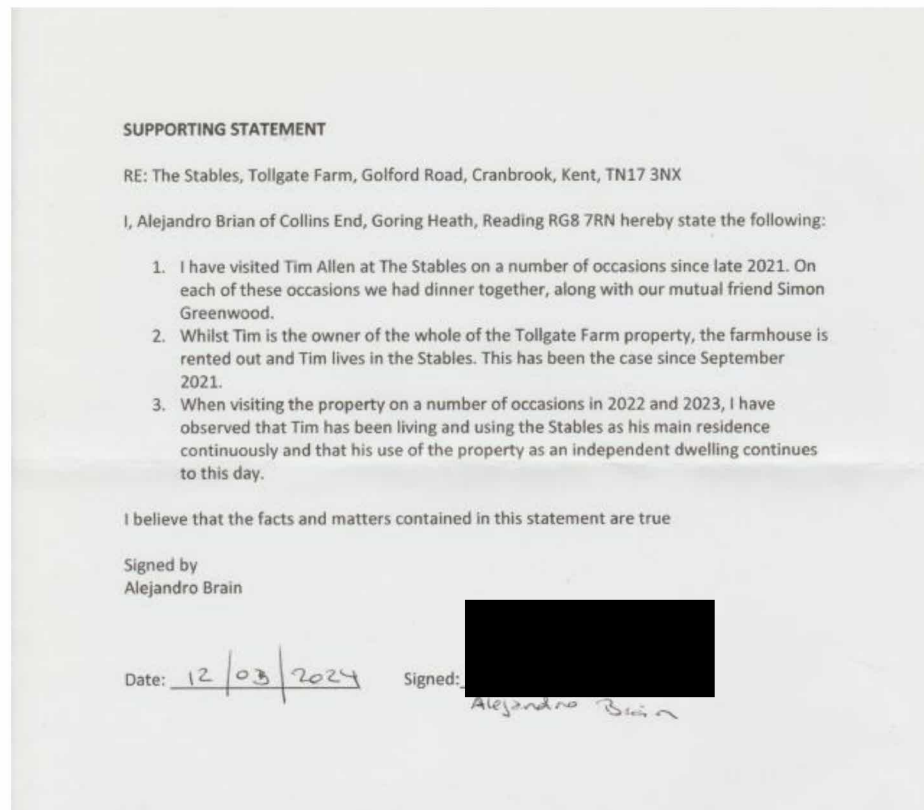 SUPPORTING STATEMENT
RE: The Stables, Tollgate Farm, Golford Road, Cranbrook, Kent, TN17 3NX
I, Alejandro Brian of Collins End, Goring Heath, Reading RG8 7RN hereby state the following:
1. I have visited Tim Allen at The Stables on a number of occasions since late 2021. On
each of these occasions we had dinner together, along with our mutual friend Simon
Greenwood.
2. Whilst Tim is the owner of the whole of the Tollgate Farm property, the farmhouse is
rented out and Tim lives in the Stables. This has been the case since September
2021.
3. When visiting the property on a number of occasions in 2022 and 2023, I have
observed that Tim has been living and using the Stables as his main residence
continuously and that his use of the property as an independent dwelling continues
to this day.
I believe that the facts and matters contained in this statement are true
Signed by
Alejandro Brain
Date: 12/03/2024 Signed:
Alejandro Brain